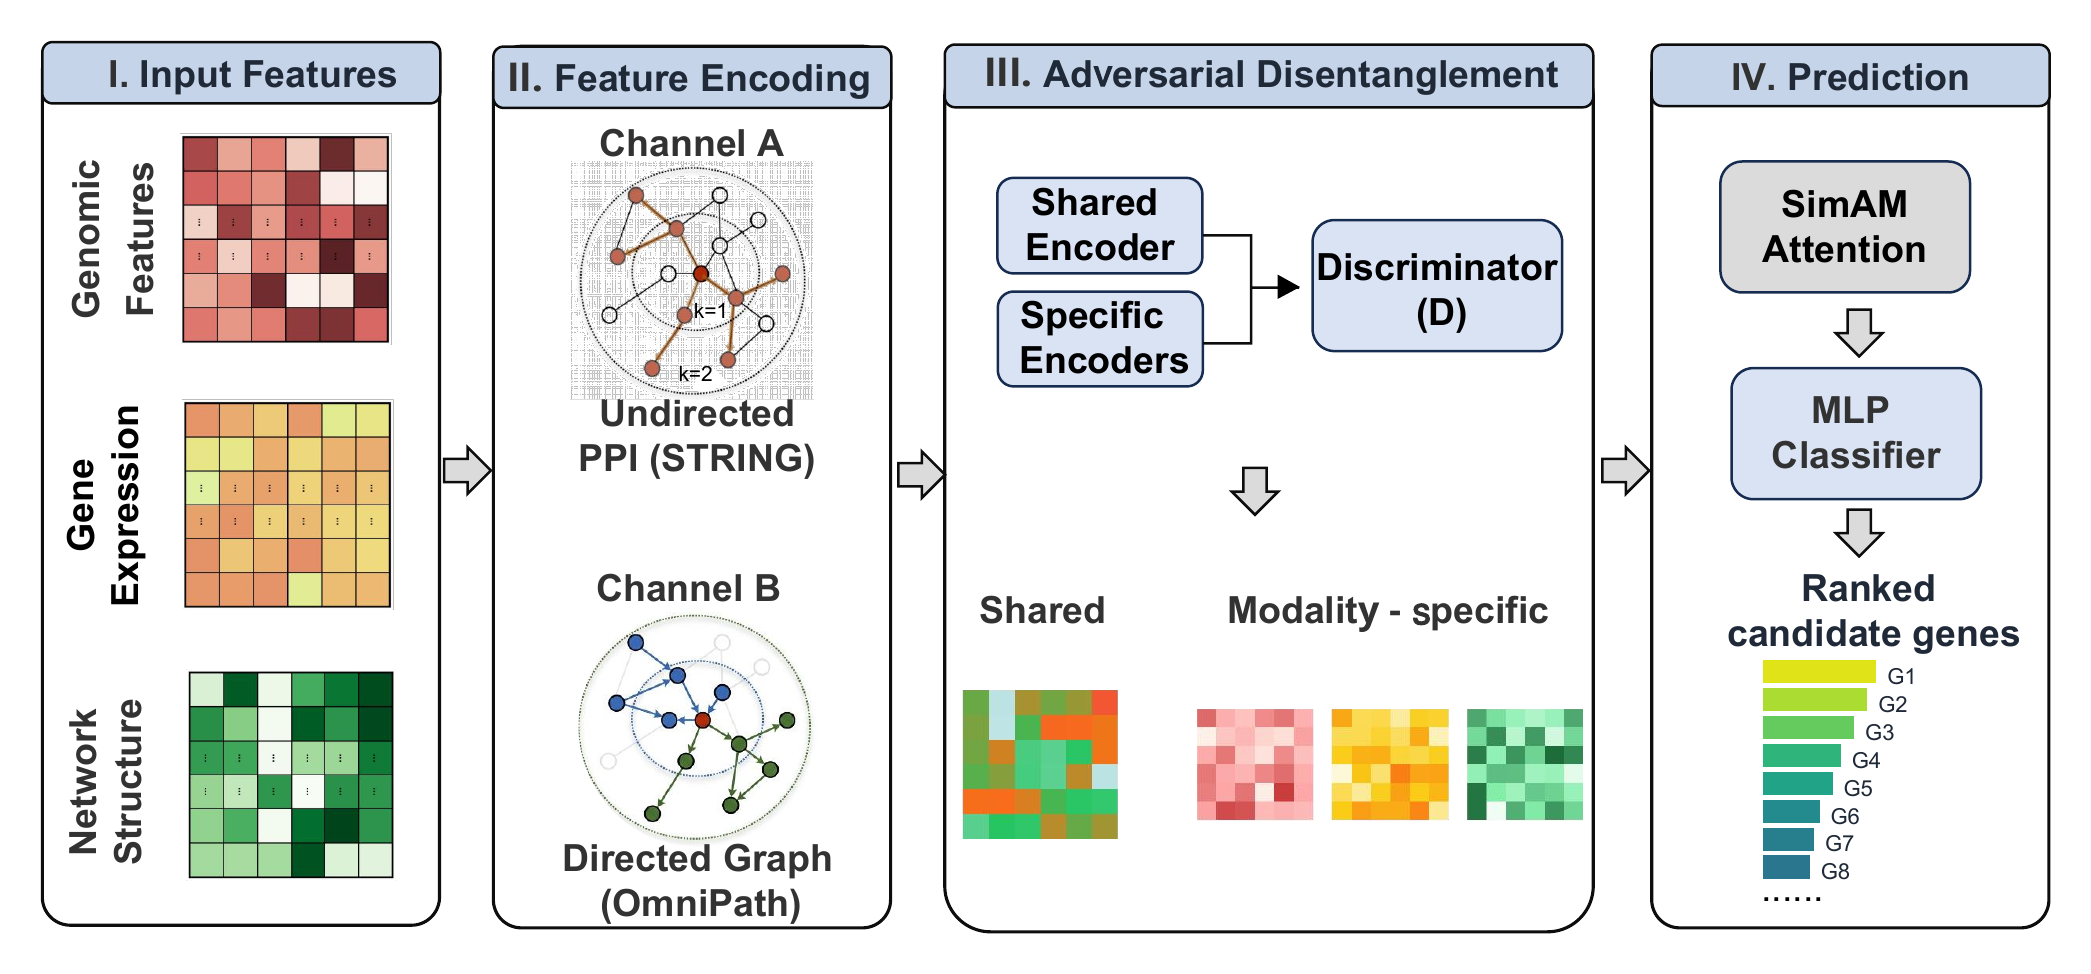 I. Input Features
Genomic
Features
Gene
Expression
Network
Structure
II. Feature Encoding
Channel A
k=1
k=2
Undirected
PPI (STRING)
Channel B
Directed Graph
(OmniPath)
III. Adversarial Disentanglement
Shared
Encoder
Specific
Encoders
Discriminator
(D)
Shared
Modality - specific
IV. Prediction
SimAM
Attention
MLP
Classifier
Ranked
candidate genes
G1
G2
G3
G4
G5
G6
G7
G8
......